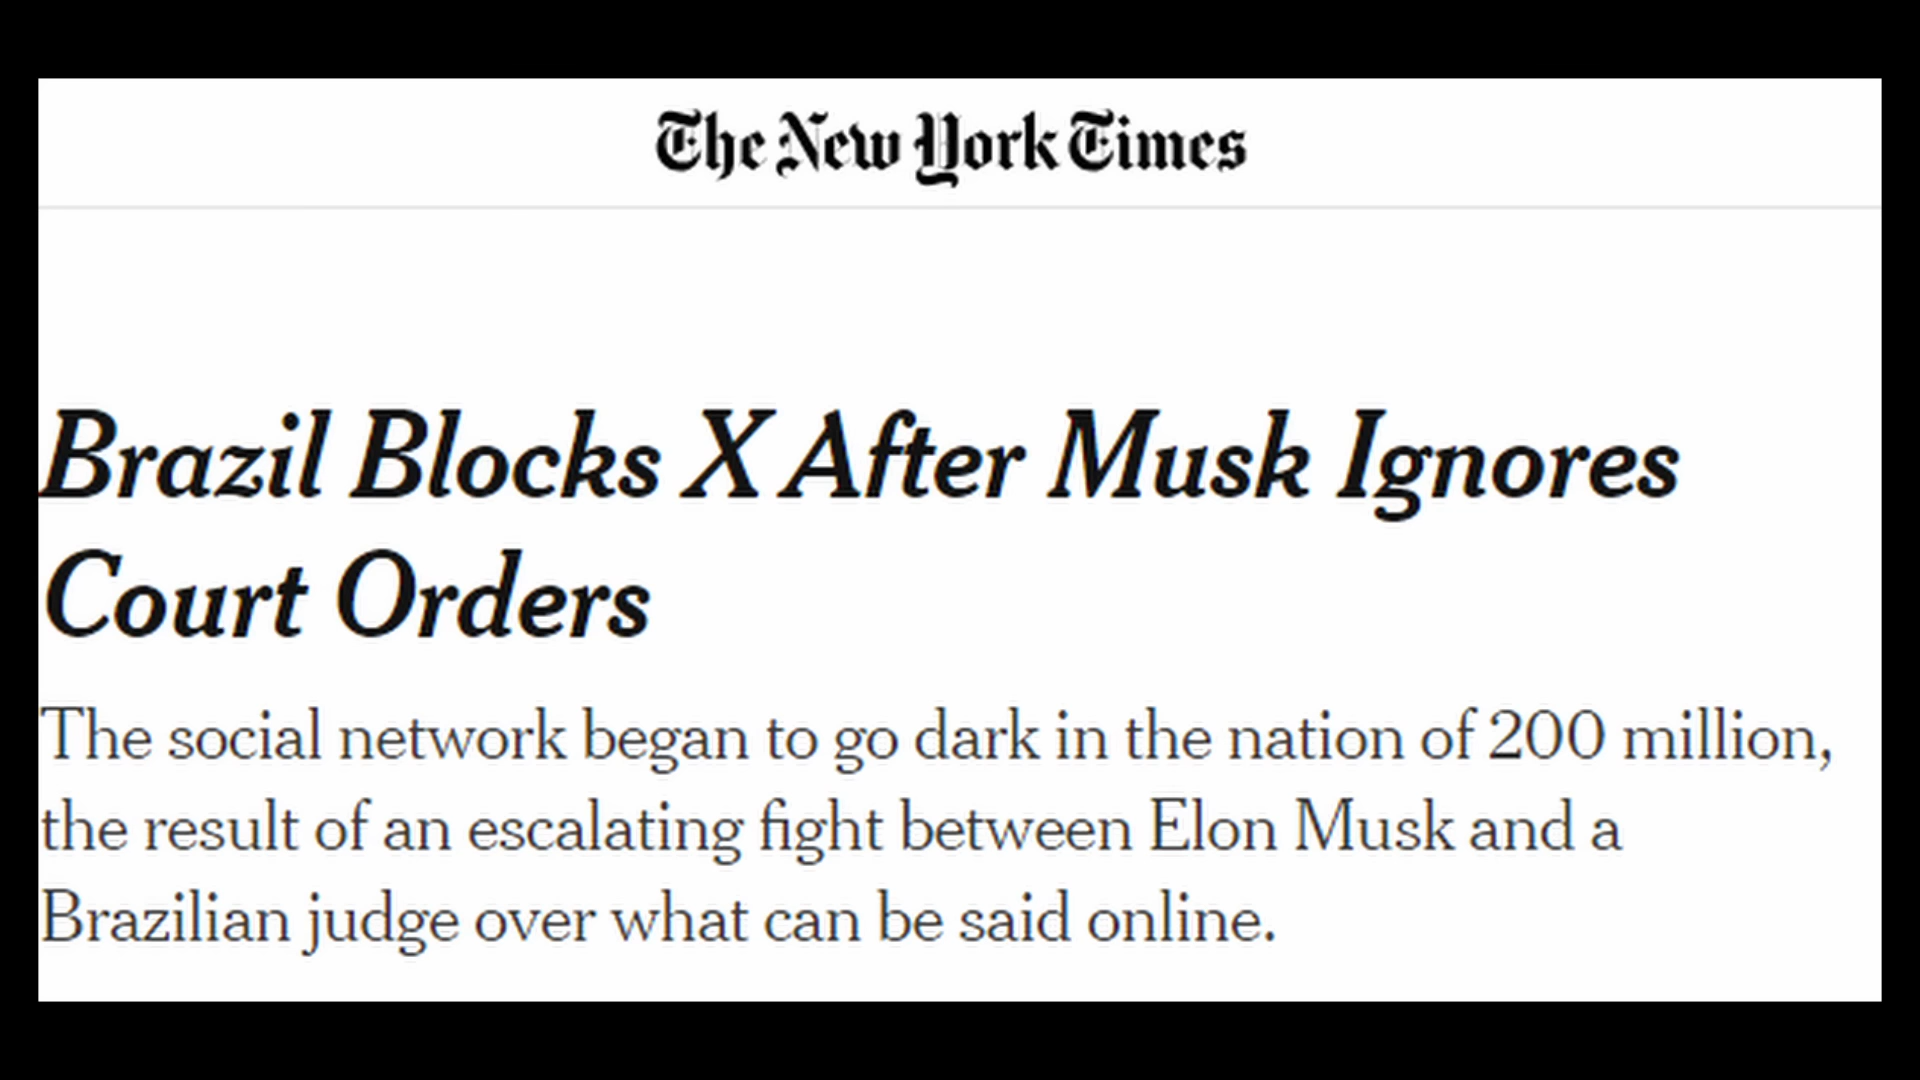 The New York Times
Brazil Blocks X After Musk Ignores
Court Orders
The social network began to go dark in the nation of 200 million,
the result of an escalating fight between Elon Musk and a
Brazilian judge over what can be said online.